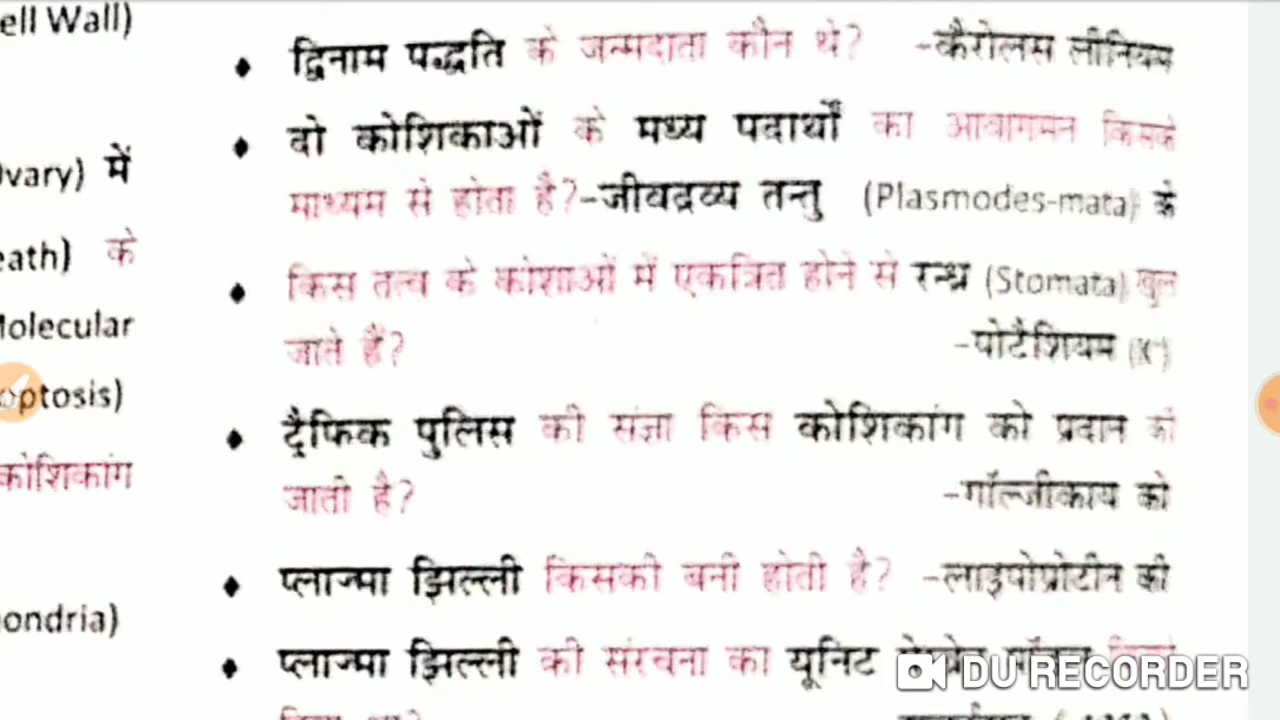 ell Wall)
vary) में
eath) के
Molecular
optosis)
कोशिकांग
ondria)
द्विनाम पद्धति के जन्मदाता कौन थे? -कैरोलस लीनियस
दो कोशिकाओं के मध्य पदार्थों का आवागमन किसके
माध्यम से होता है?-जीवद्रव्य तन्तु (Plasmodes-mata) के
किस तत्व के कोशाओं में एकत्रित होने से रन्ध्र (Stomata) खुल
जाते हैं? -पोटैशियम
ट्रैफिक पुलिस की संज्ञा किस कोशिकांग को प्रदान की
जाती है? -गॉल्जीकाय को
प्लाज्मा झिल्ली किसकी बनी होती है? -लाइपोप्रोटीन की
प्लाज्मा झिल्ली की संरचना का यूनिट
DU RECORDER